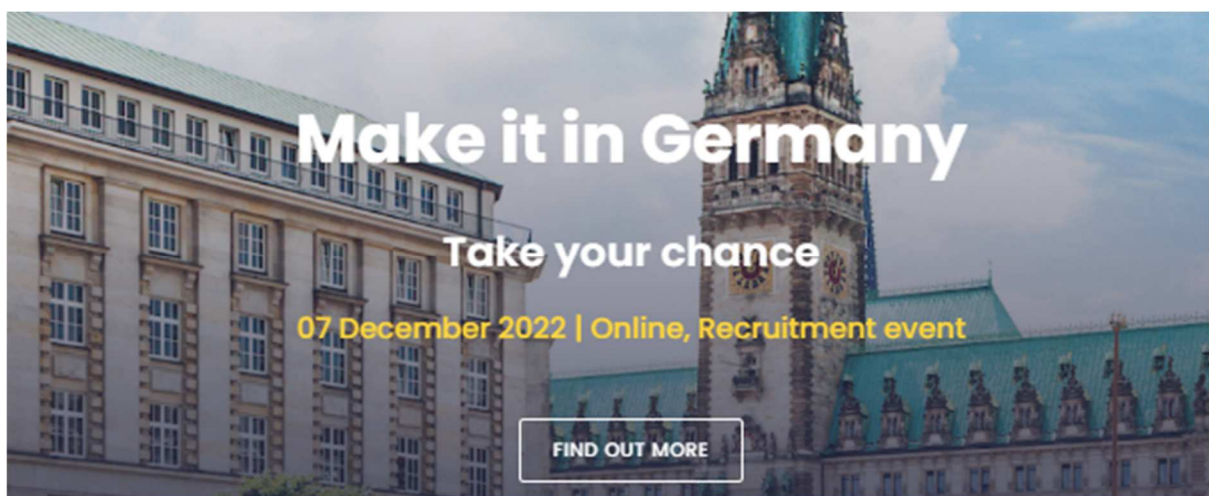 Make it in Germany
Take your chance
07 December 2022 | Online, Recruitment event
FIND OUT MORE